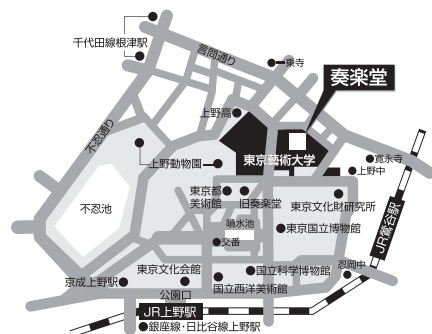 千代田線根津駅
言問通り
一乗寺
奏楽堂
不忍通り
上野高
上野動物園
東京藝術大学
寛永寺
上野中
東京都
美術館
旧奏楽堂
東京文化財研究所
不忍池
噴水池
東京国立博物館
交番
JR鶯谷駅
京成上野駅
東京文化会館
国立科学博物館
忍岡中
公園口
国立西洋美術館
JR上野駅
銀座線・日比谷線上野駅